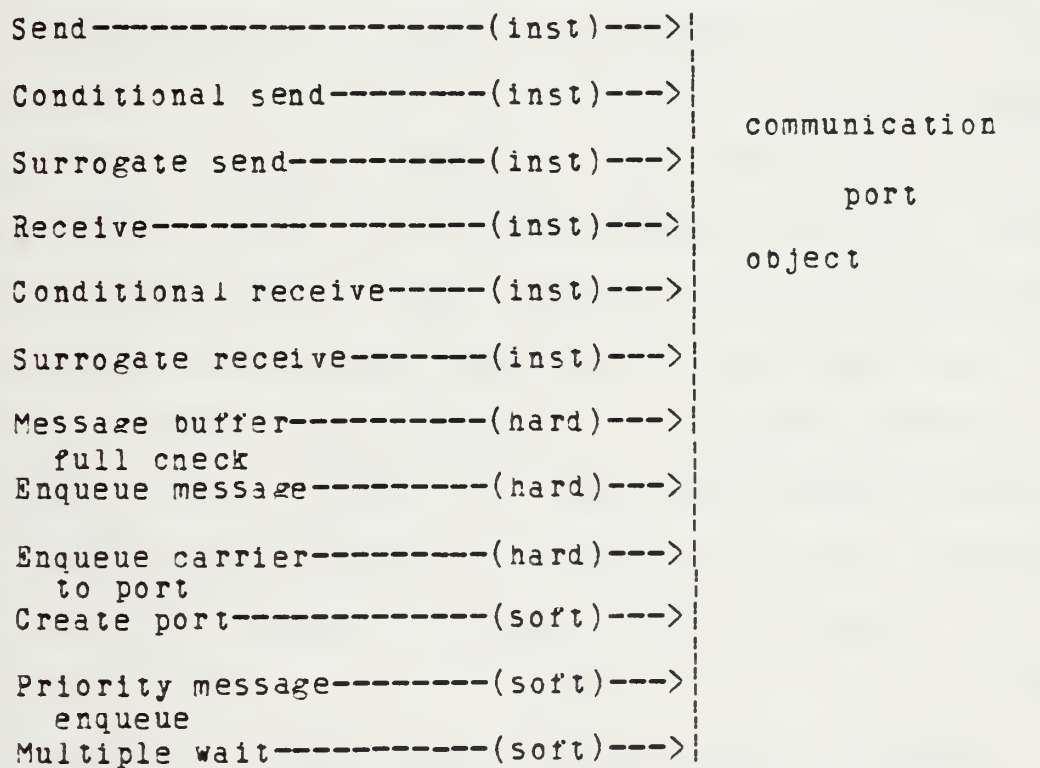 Send--------------------(inst)--->|
Conditional send--------(inst)--->|
communication
Surrogate send----------(inst)--->|
port
Receive-----------------(inst)--->|
object
Conditional receive-----(inst)--->|
Surrogate receive-------(inst)--->|
Message buffer----------(hard)--->|
full check
Enqueue message---------(hard)--->|
Enqueue carrier---------(hard)--->|
to port
Create port-------------(soft)--->|
Priority message--------(soft)--->|
enqueue
Multiple wait-----------(soft)--->|